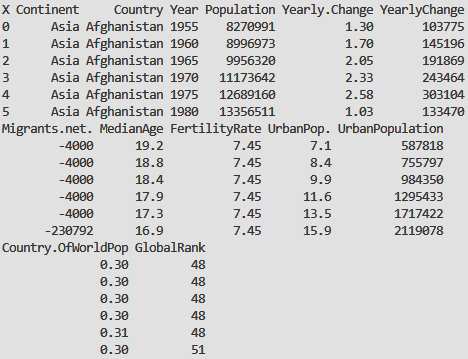 X Continent     Country Year Population Yearly.Change YearlyChange
0      Asia Afghanistan 1955    8270991          1.30       103775
1      Asia Afghanistan 1960    8996973          1.70       145196
2      Asia Afghanistan 1965    9956320          2.05       191869
3      Asia Afghanistan 1970   11173642          2.33       243464
4      Asia Afghanistan 1975   12689160          2.58       303104
5      Asia Afghanistan 1980   13356511          1.03       133470
Migrants.net. MedianAge FertilityRate UrbanPop. UrbanPopulation
        -4000      19.2          7.45       7.1          587818
        -4000      18.8          7.45       8.4          755797
        -4000      18.4          7.45       9.9          984350
        -4000      17.9          7.45      11.6         1295433
        -4000      17.3          7.45      13.5         1717422
      -230792      16.9          7.45      15.9         2119078
Country.OfWorldPop GlobalRank
              0.30         48
              0.30         48
              0.30         48
              0.30         48
              0.31         48
              0.30         51